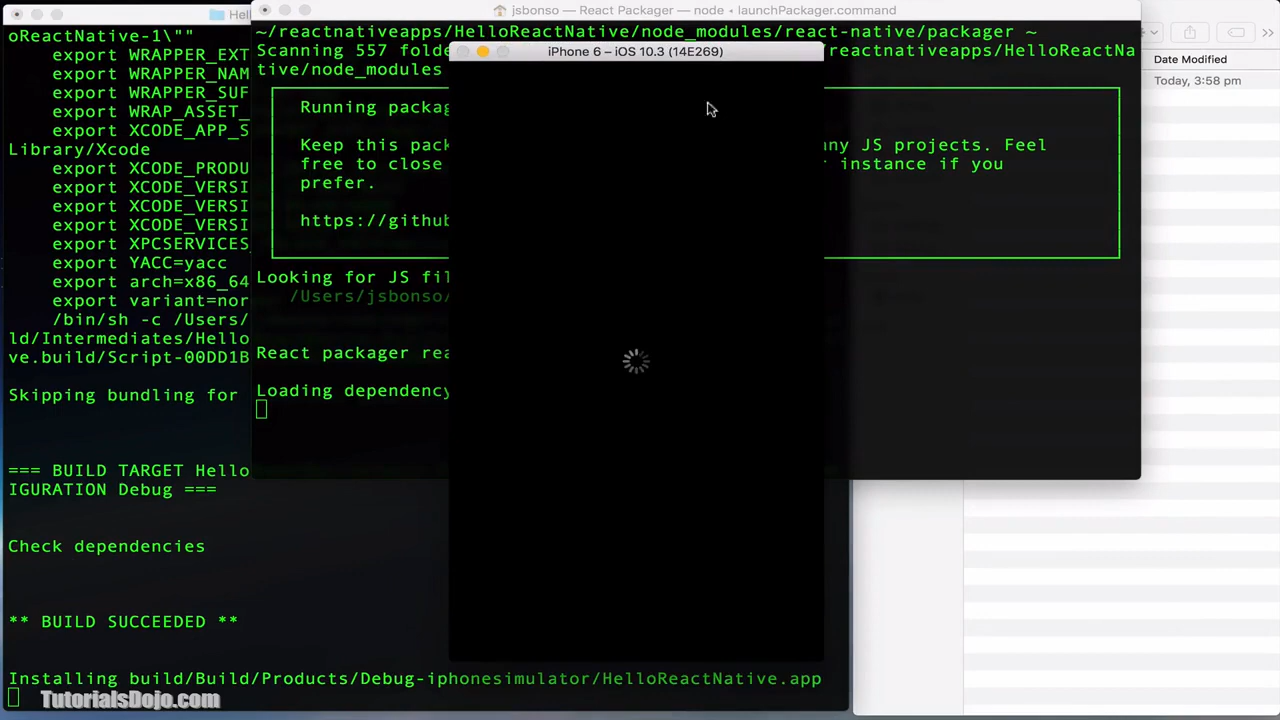 Hell
oReactNative-1\""
export WRAPPER_EXT
export WRAPPER_NAM
export WRAPPER_SUF
export WRAP_ASSET_
export XCODE_APP_S
Library/Xcode
export XCODE_PRODU
export XCODE_VERSI
export XCODE_VERSI
export XCODE_VERSI
export XPCSERVICES_
export YACC=yacc
export arch=x86_64
export variant=nor
/bin/sh -c /Users/
ld/Intermediates/Hello
ve.build/Script-00DD1B
Skipping bundling for
=== BUILD TARGET Hello
IGURATION Debug ===
Check dependencies
** BUILD SUCCEEDED **
Installing build/Build/Products/Debug-iphonesimulator/HelloReactNative.app
TutorialsDojo.com
jsbonso — React Packager — node ◂ launchPackager.command
~/reactnativeapps/HelloReactNative/node_modules/react-native/packager ~
Scanning 557 folde /reactnativeapps/HelloReactNa
tive/node_modules
Running packag
Keep this pack ny JS projects. Feel
free to close r instance if you
prefer.
https://github
Looking for JS fil
/Users/jsbonso/
React packager rea
Loading dependency
iPhone 6 – iOS 10.3 (14E269)
Date Modified
Today, 3:58 pm